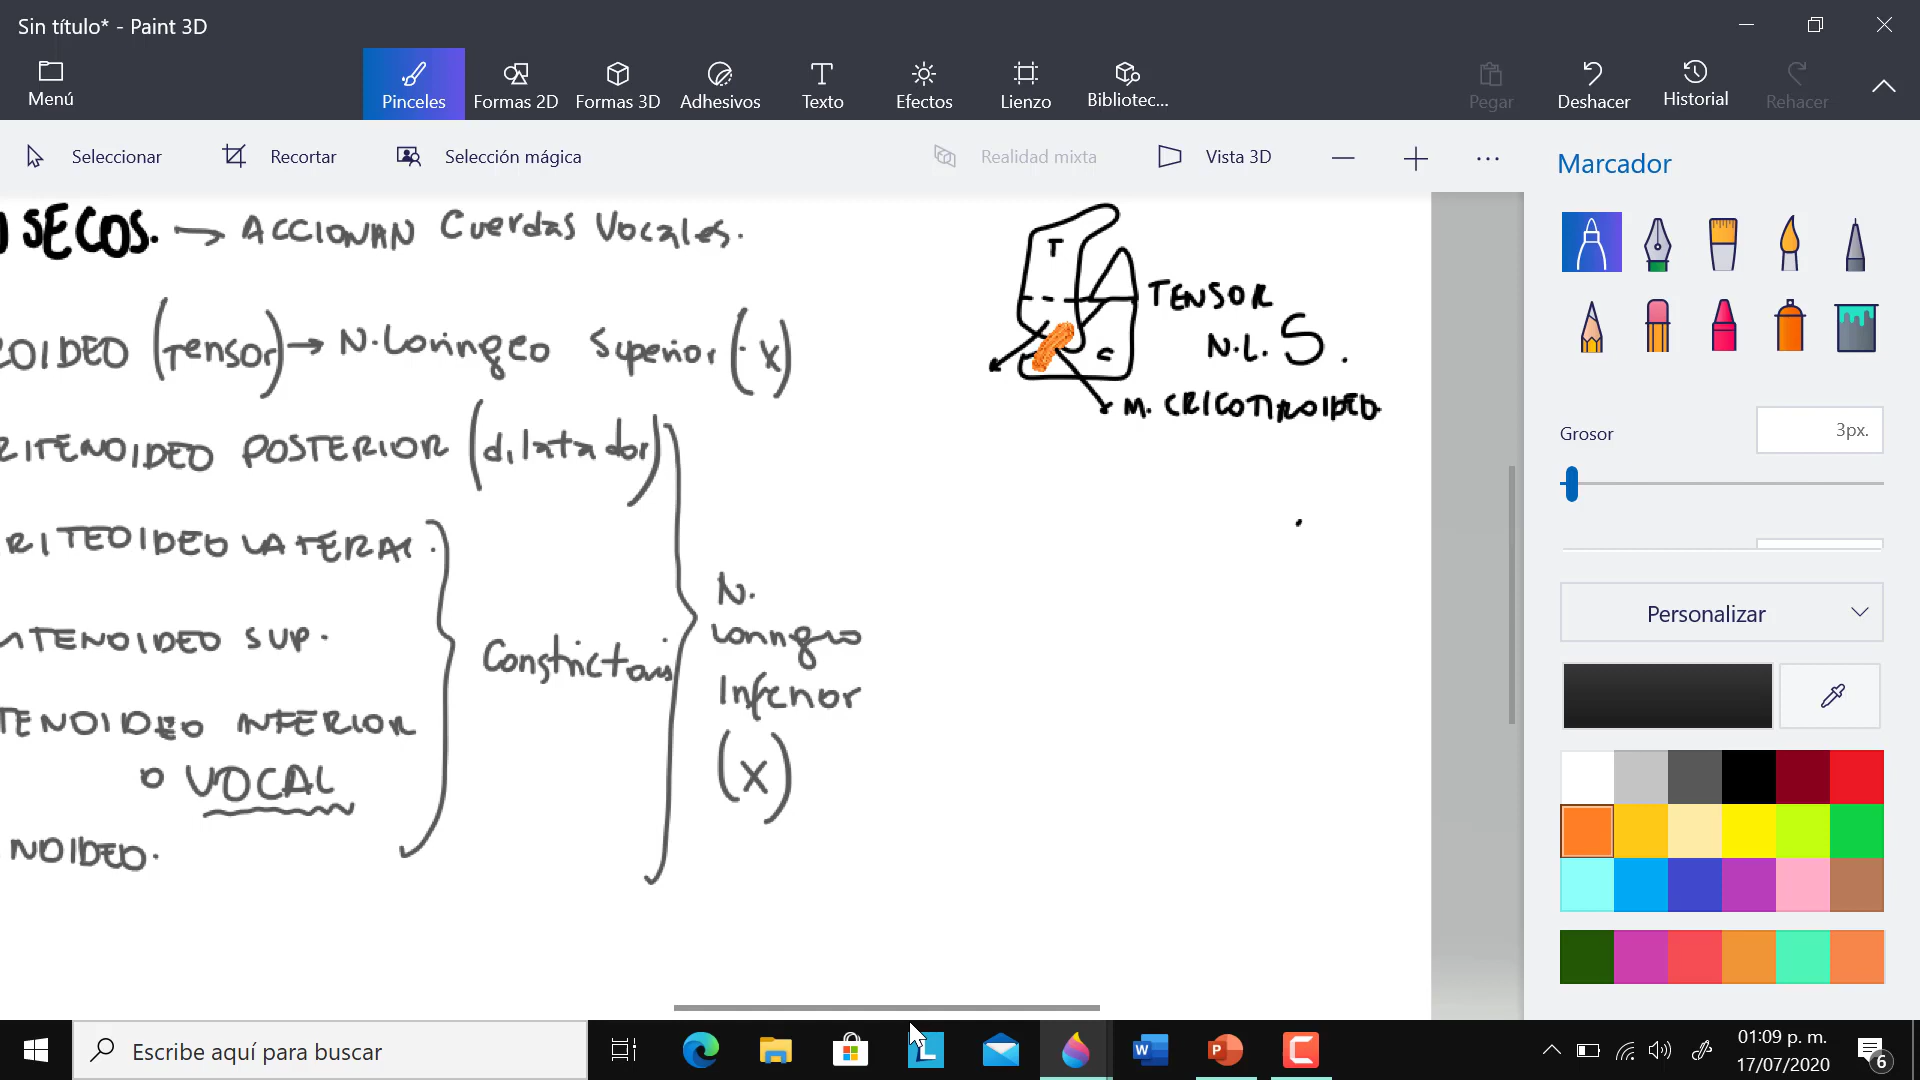 Sin título* - Paint 3D
Menú
Pinceles
Formas 2D
Formas 3D
Adhesivos
Texto
Efectos
Lienzo
Bibliotec...
Pegar
Deshacer
Historial
Rehacer
Seleccionar
Recortar
Selección mágica
Realidad mixta
Vista 3D
SECOS. → ACCIONAN Cuerdas Vocales.
OIDEO (Tensor) → N. Laringeo Superior (X)
RITENOIDEO POSTERIOR (dilatador)
RITEOIDEO LATERAL.
TENOIDEO SUP.
TENOIDEO INFERIOR
O VOCAL
NOIDEO.
Constrictores
N.
Laringeo
Inferior
(X)
T
C
TENSOR
N.L. S.
M. CRICOTIROIDEO
Marcador
Grosor
3px.
Personalizar
Escribe aquí para buscar
01:09 p. m.
17/07/2020
6